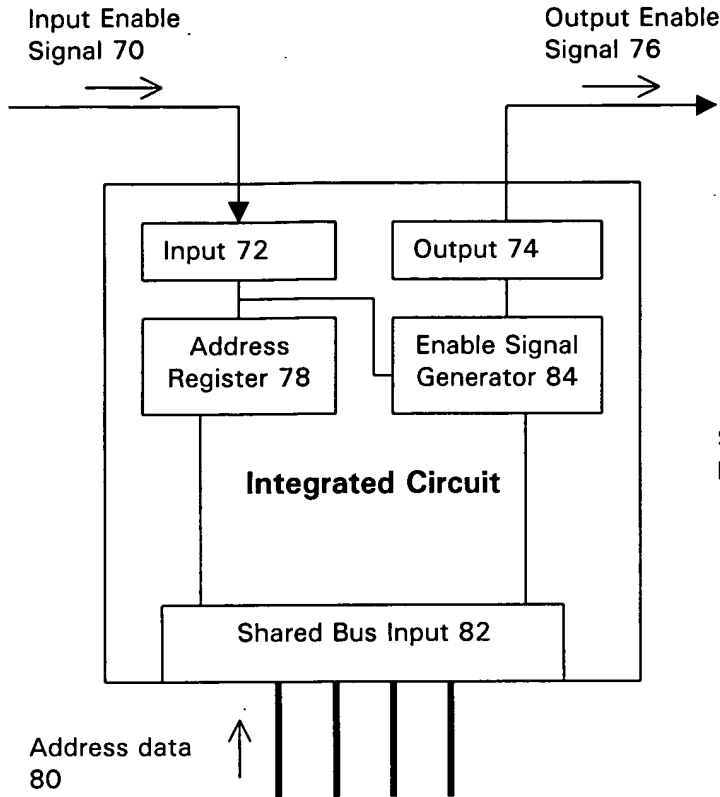 Input Enable
Signal 70
Output Enable
Signal 76
Input 72
Output 74
Address
Register 78
Enable Signal
Generator 84
Integrated Circuit
Shared Bus Input 82
Address data
80